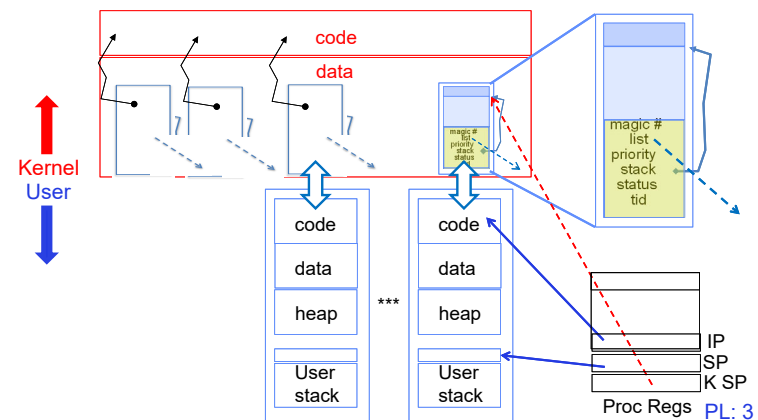 code
data
magic #
list
priority
stack
status
magic #
list
priority
stack
status
tid
Kernel
User
code
data
heap
User
stack
***
code
data
heap
User
stack
IP
SP
K SP
Proc Regs
PL: 3